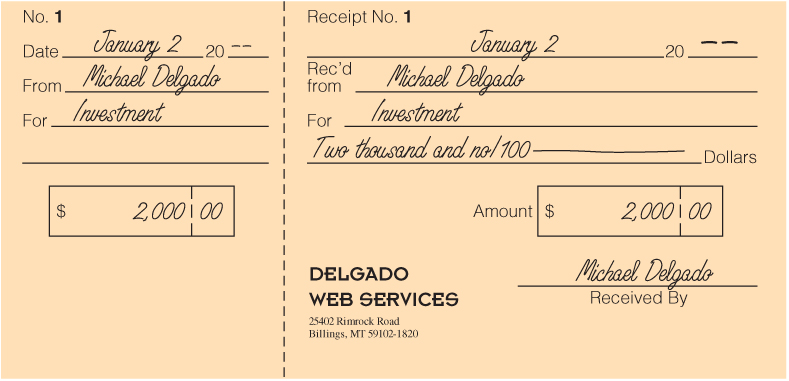 No. 1
Date January 2 20 --
From Michael Delgado
For Investment
$ 2,000 00
Receipt No. 1
January 2 20 --
Rec'd
from Michael Delgado
For Investment
Two thousand and no/100 Dollars
Amount $ 2,000 00
DELGADO
WEB SERVICES
25402 Rimrock Road
Billings, MT 59102-1820
Michael Delgado
Received By